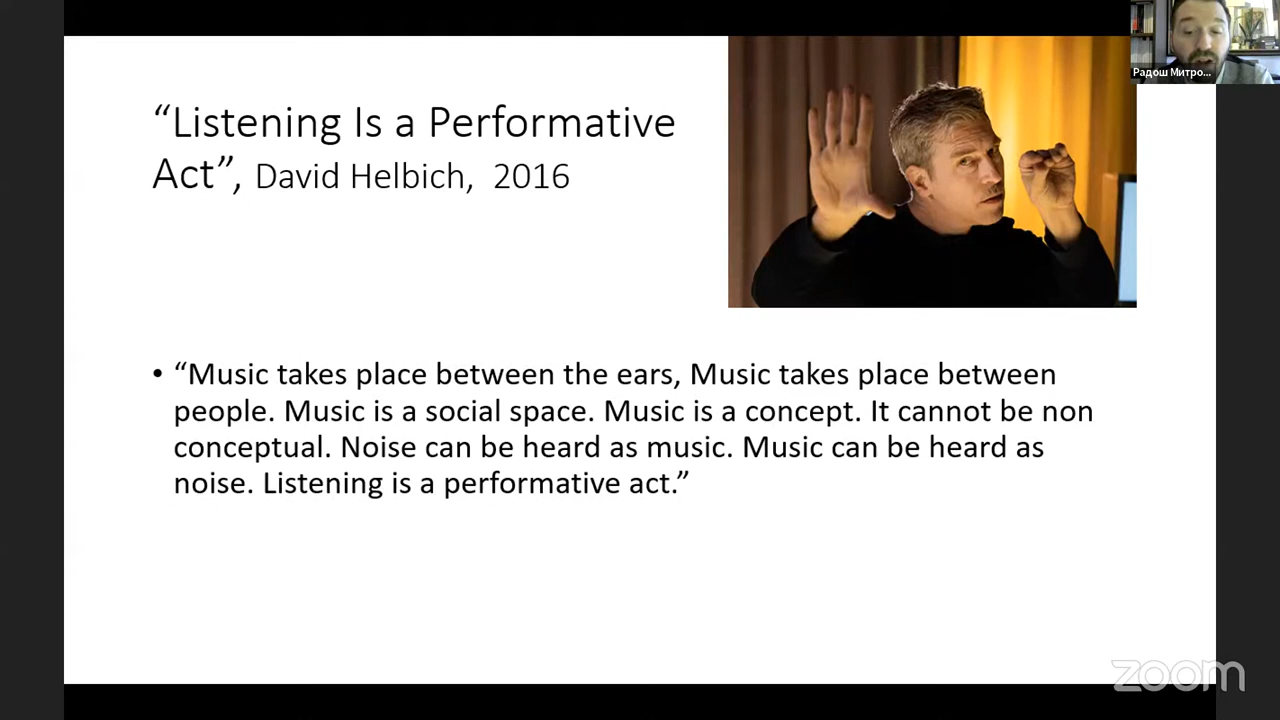 Радош Митро...
“Listening Is a Performative
Act”, David Helbich, 2016
• “Music takes place between the ears, Music takes place between
people. Music is a social space. Music is a concept. It cannot be non
conceptual. Noise can be heard as music. Music can be heard as
noise. Listening is a performative act.”
zoom